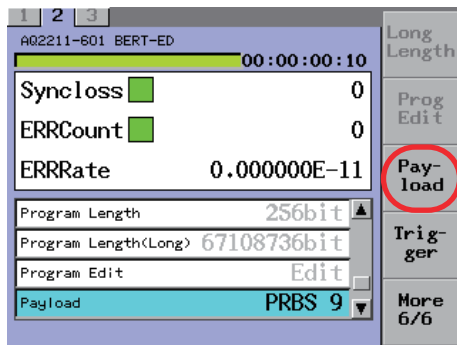 1 2 3
AQ2211-601 BERT-ED
00:00:00:10
Syncloss 0
ERRCount 0
ERRRate 0.000000E-11
Program Length 256bit
Program Length(Long) 67108736bit
Program Edit Edit
Payload PRBS 9
Long
Length
Prog
Edit
Pay-
load
Trig-
ger
More
6/6